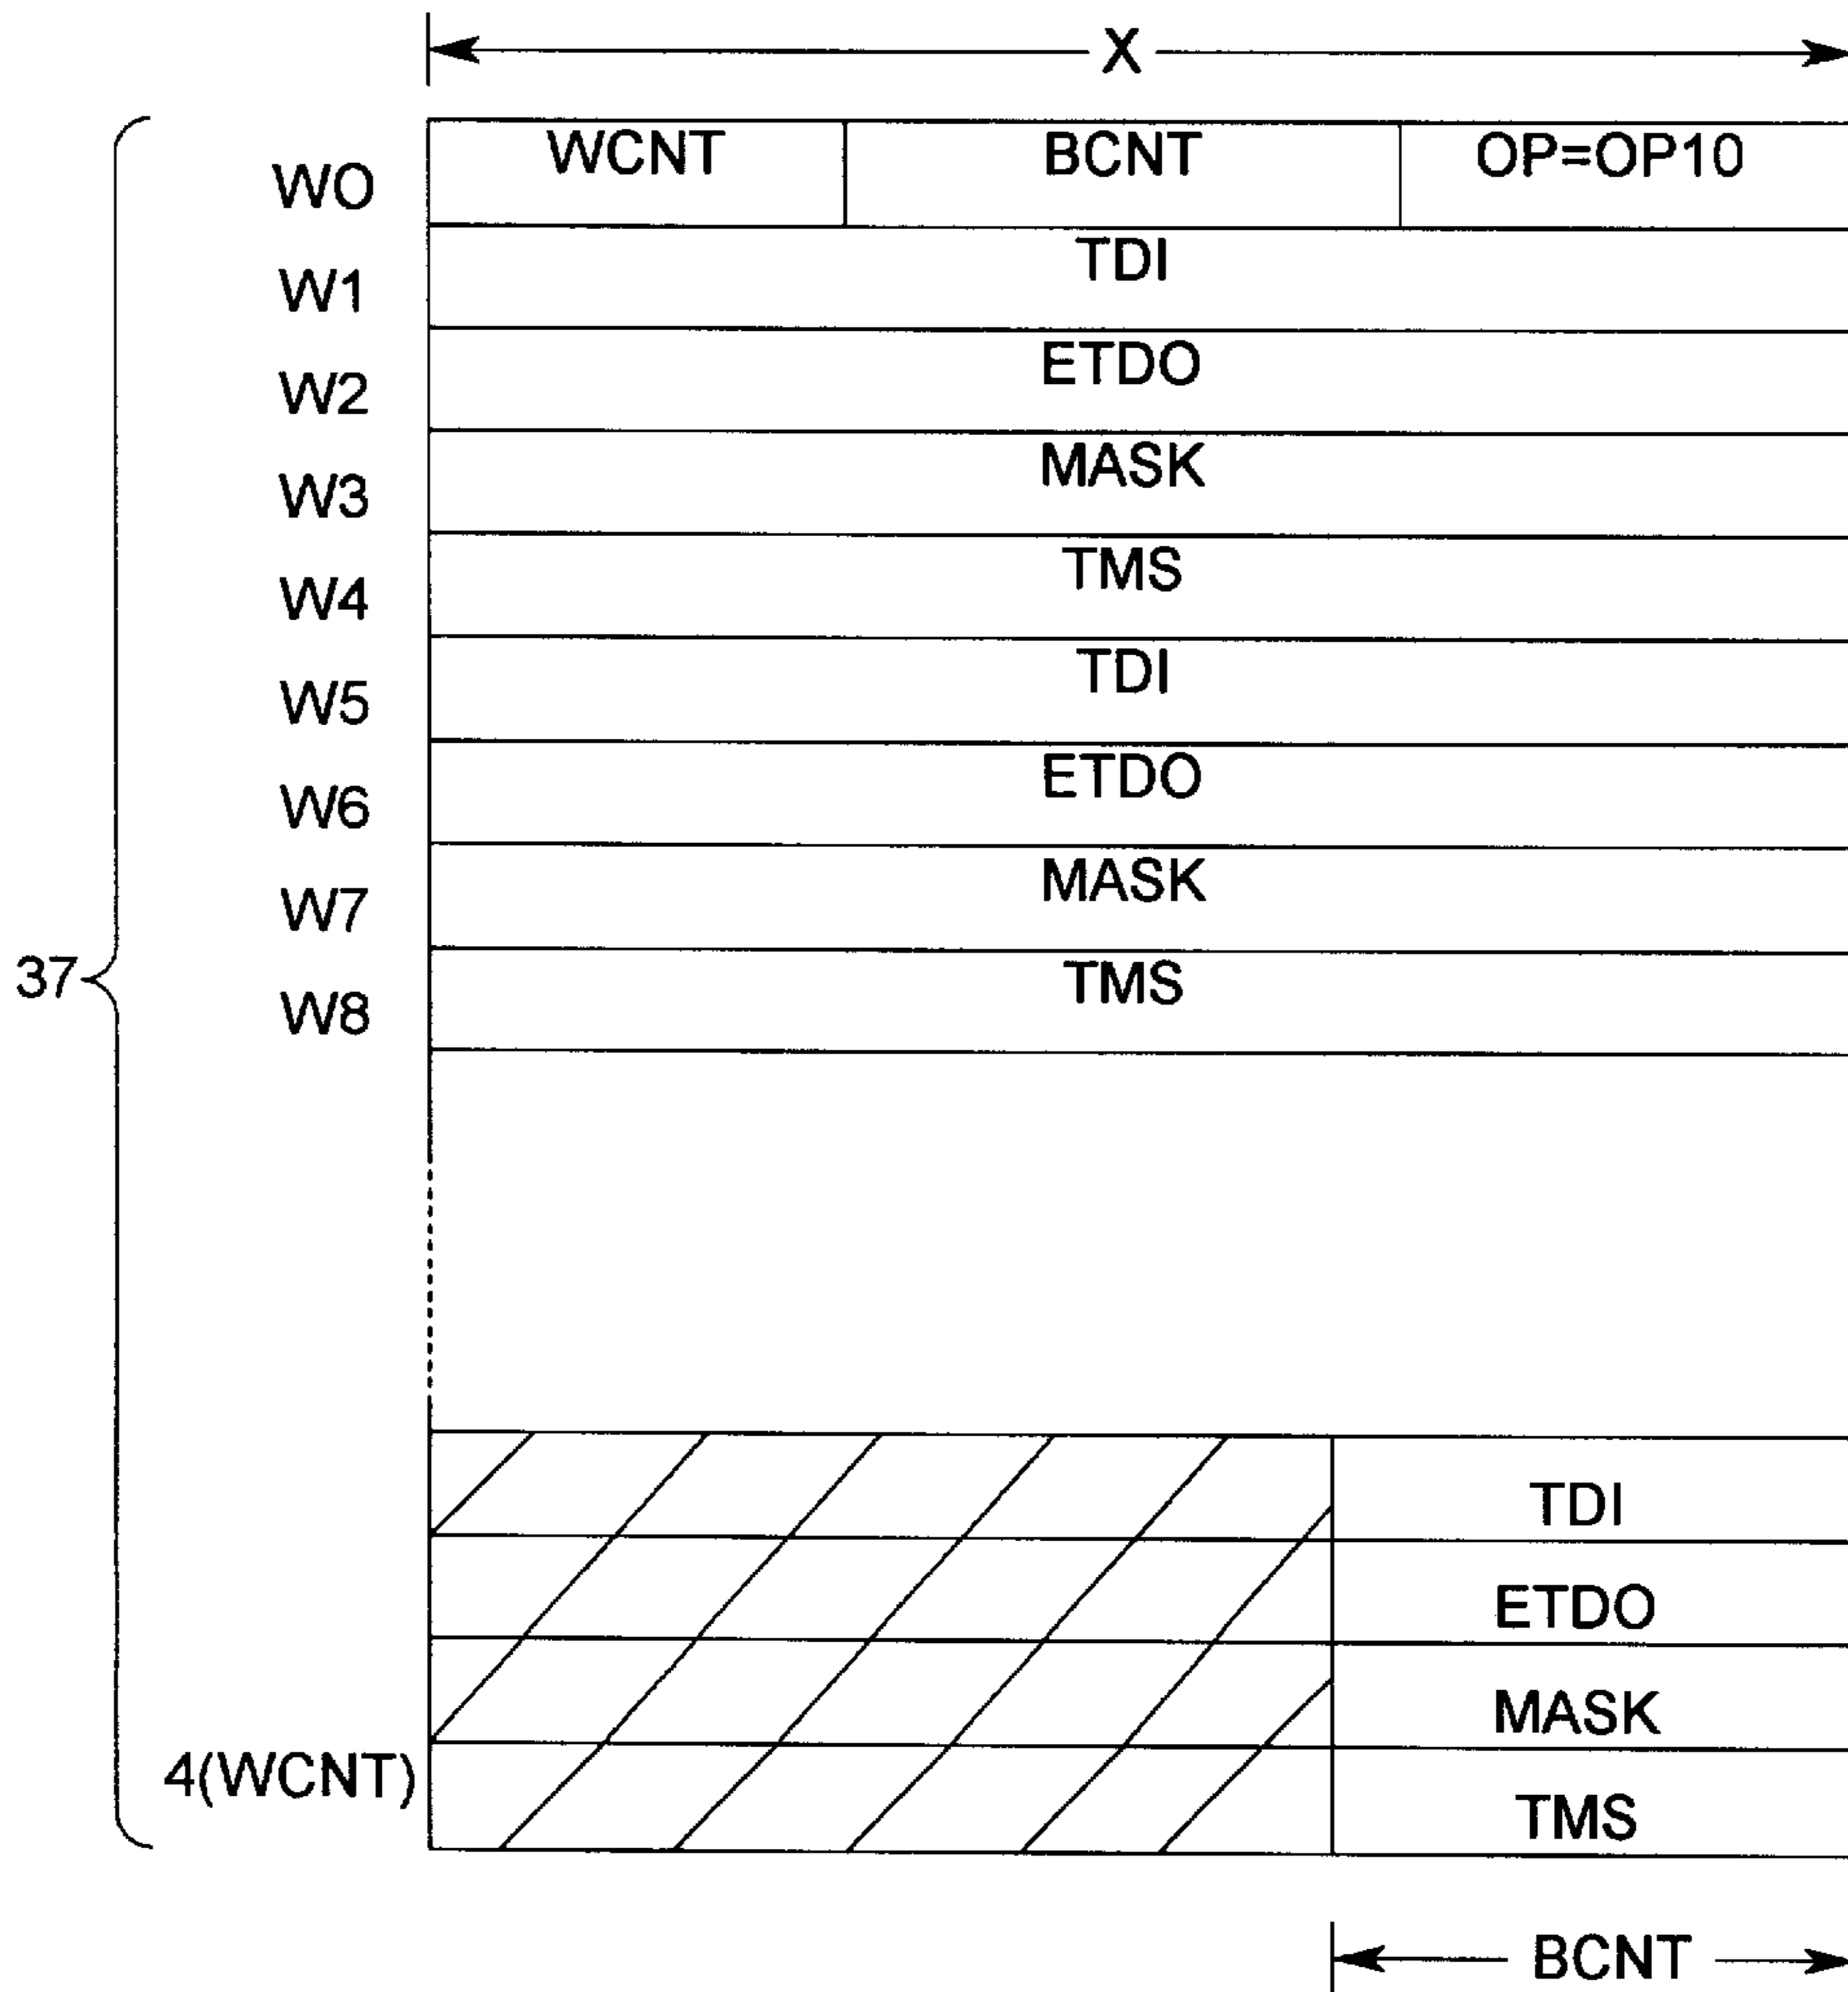 X
WO WCNT BCNT OP=OP10
W1 TDI
W2 ETDO
W3 MASK
W4 TMS
W5 TDI
W6 ETDO
W7 MASK
37
W8 TMS
TDI
ETDO
MASK
4(WCNT) TMS
BCNT